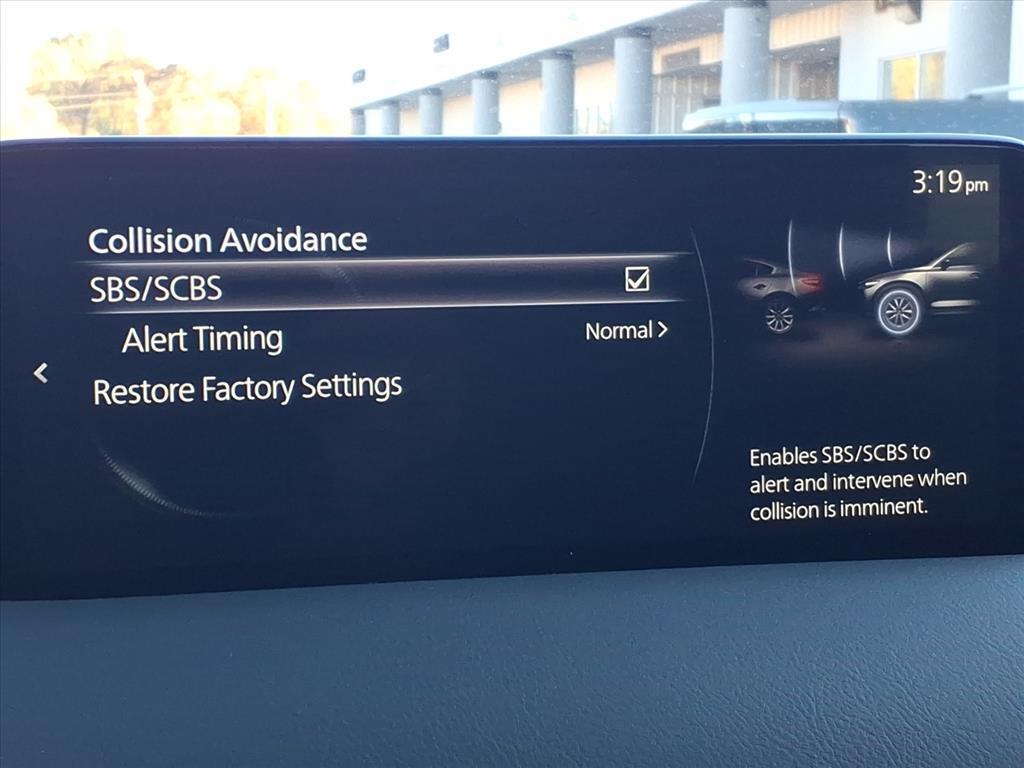 3:19pm
Collision Avoidance
SBS/SCBS
Alert Timing Normal >
Restore Factory Settings
Enables SBS/SCBS to
alert and intervene when
collision is imminent.